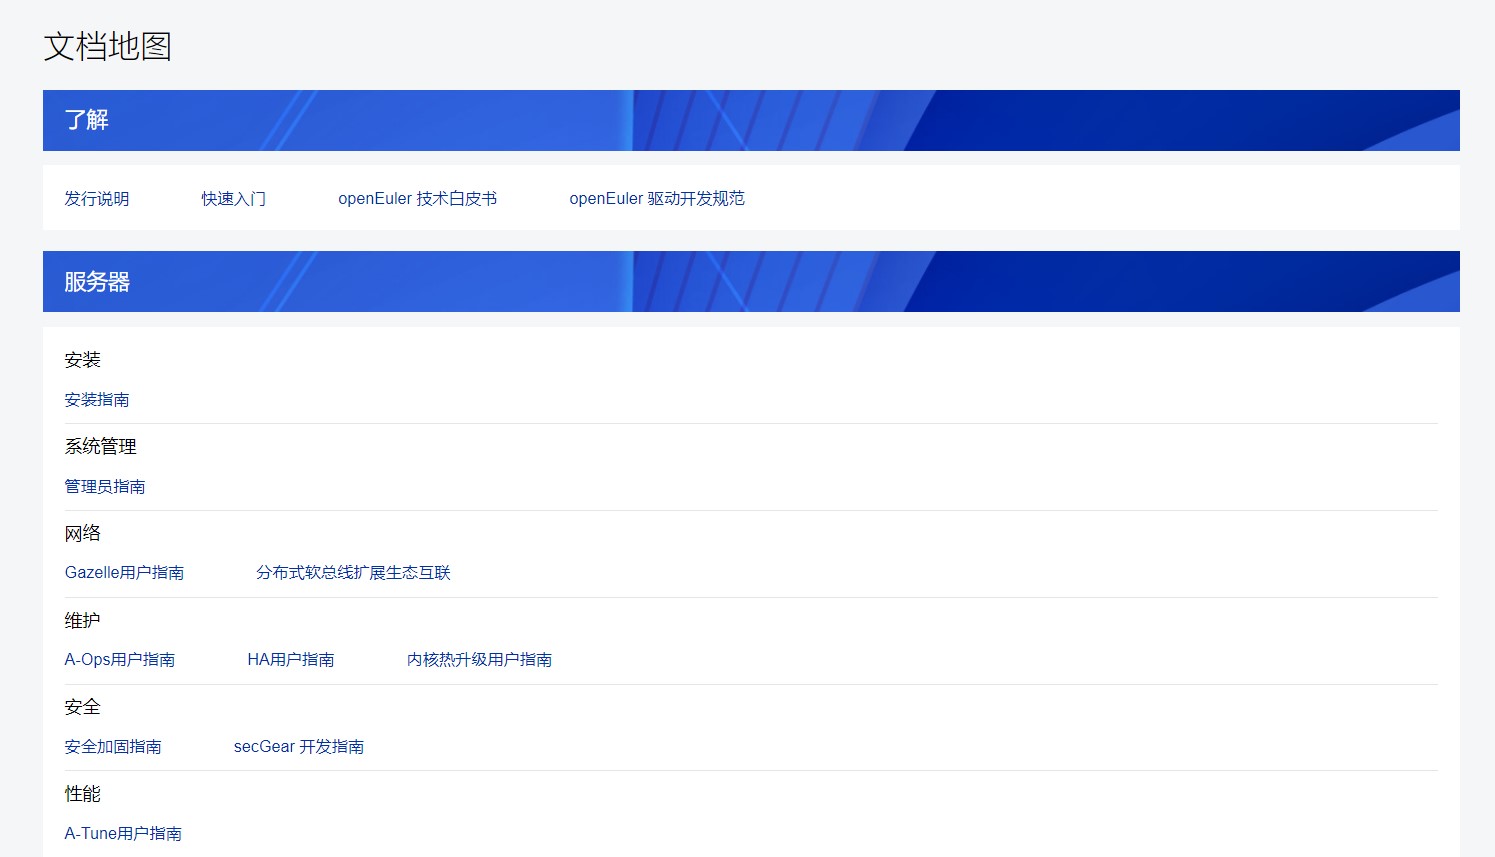 文档地图
了解
发行说明 快速入门 openEuler 技术白皮书 openEuler 驱动开发规范
服务器
安装
安装指南
系统管理
管理员指南
网络
Gazelle用户指南 分布式软总线扩展生态互联
维护
A-Ops用户指南 HA用户指南 内核热升级用户指南
安全
安全加固指南 secGear 开发指南
性能
A-Tune用户指南